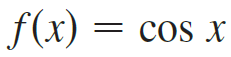 f(x) = cos x